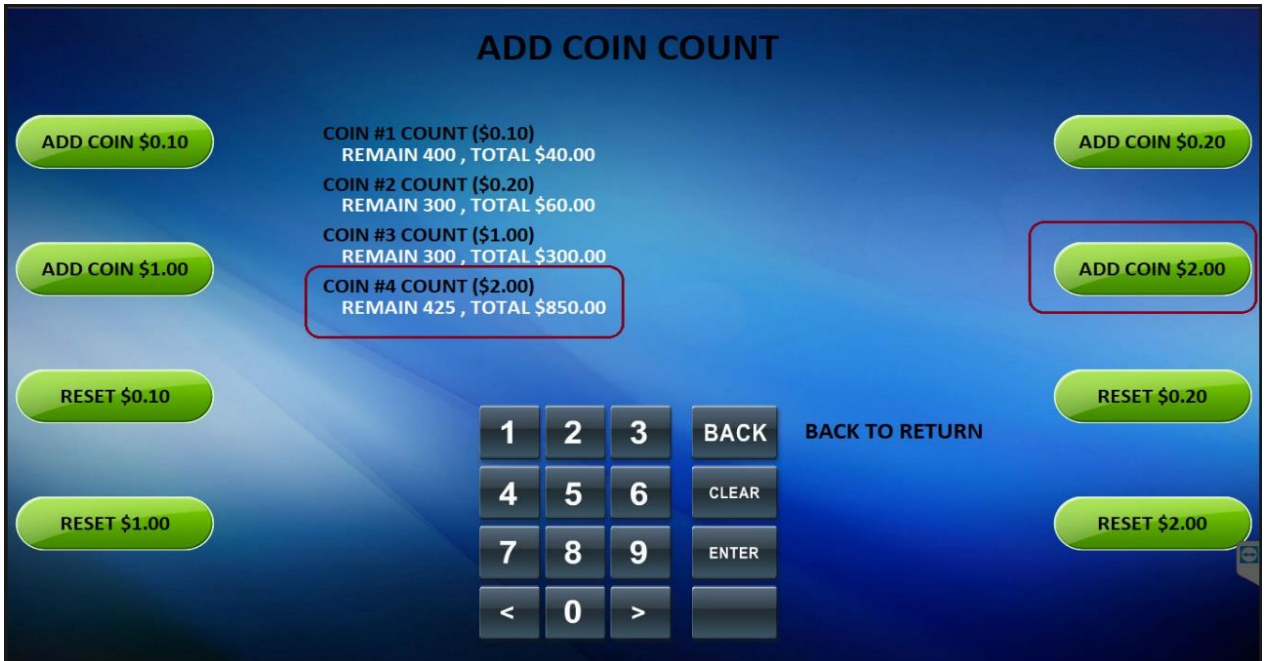 ADD COIN COUNT
ADD COIN $0.10
COIN #1 COUNT ($0.10)
REMAIN 400 , TOTAL $40.00
COIN #2 COUNT ($0.20)
REMAIN 300 , TOTAL $60.00
COIN #3 COUNT ($1.00)
REMAIN 300 , TOTAL $300.00
COIN #4 COUNT ($2.00)
REMAIN 425 , TOTAL $850.00
ADD COIN $0.20
ADD COIN $1.00
ADD COIN $2.00
RESET $0.10
RESET $0.20
1 2 3 BACK BACK TO RETURN
4 5 6 CLEAR
RESET $1.00
RESET $2.00
7 8 9 ENTER
< 0 >